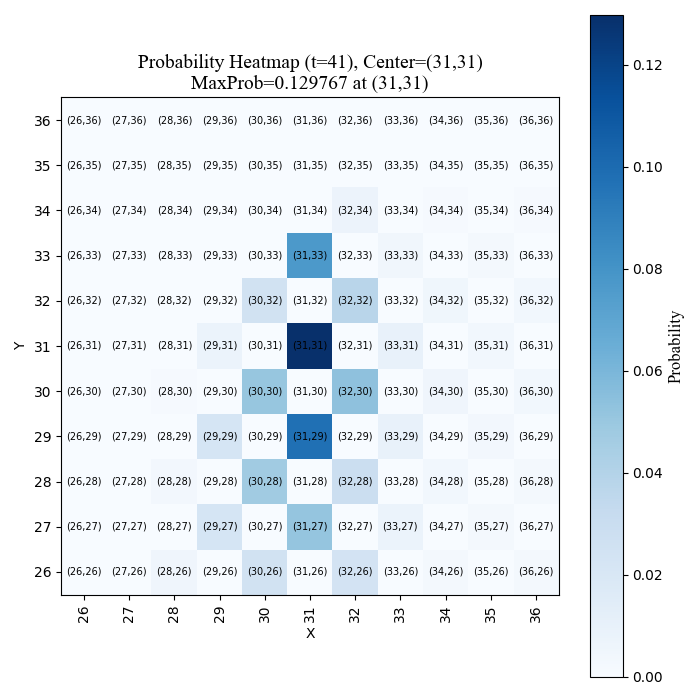 Probability Heatmap (t=41), Center=(31,31)
MaxProb=0.129767 at (31,31)
36 (26,36) (27,36) (28,36) (29,36) (30,36) (31,36) (32,36) (33,36) (34,36) (35,36) (36,36)
35 (26,35) (27,35) (28,35) (29,35) (30,35) (31,35) (32,35) (33,35) (34,35) (35,35) (36,35)
34 (26,34) (27,34) (28,34) (29,34) (30,34) (31,34) (32,34) (33,34) (34,34) (35,34) (36,34)
33 (26,33) (27,33) (28,33) (29,33) (30,33) (31,33) (32,33) (33,33) (34,33) (35,33) (36,33)
32 (26,32) (27,32) (28,32) (29,32) (30,32) (31,32) (32,32) (33,32) (34,32) (35,32) (36,32)
31 (26,31) (27,31) (28,31) (29,31) (30,31) (31,31) (32,31) (33,31) (34,31) (35,31) (36,31)
30 (26,30) (27,30) (28,30) (29,30) (30,30) (31,30) (32,30) (33,30) (34,30) (35,30) (36,30)
29 (26,29) (27,29) (28,29) (29,29) (30,29) (31,29) (32,29) (33,29) (34,29) (35,29) (36,29)
28 (26,28) (27,28) (28,28) (29,28) (30,28) (31,28) (32,28) (33,28) (34,28) (35,28) (36,28)
27 (26,27) (27,27) (28,27) (29,27) (30,27) (31,27) (32,27) (33,27) (34,27) (35,27) (36,27)
26 (26,26) (27,26) (28,26) (29,26) (30,26) (31,26) (32,26) (33,26) (34,26) (35,26) (36,26)
26 27 28 29 30 31 32 33 34 35 36
X
Y
0.12
0.10
0.08
0.06
0.04
0.02
0.00
Probability